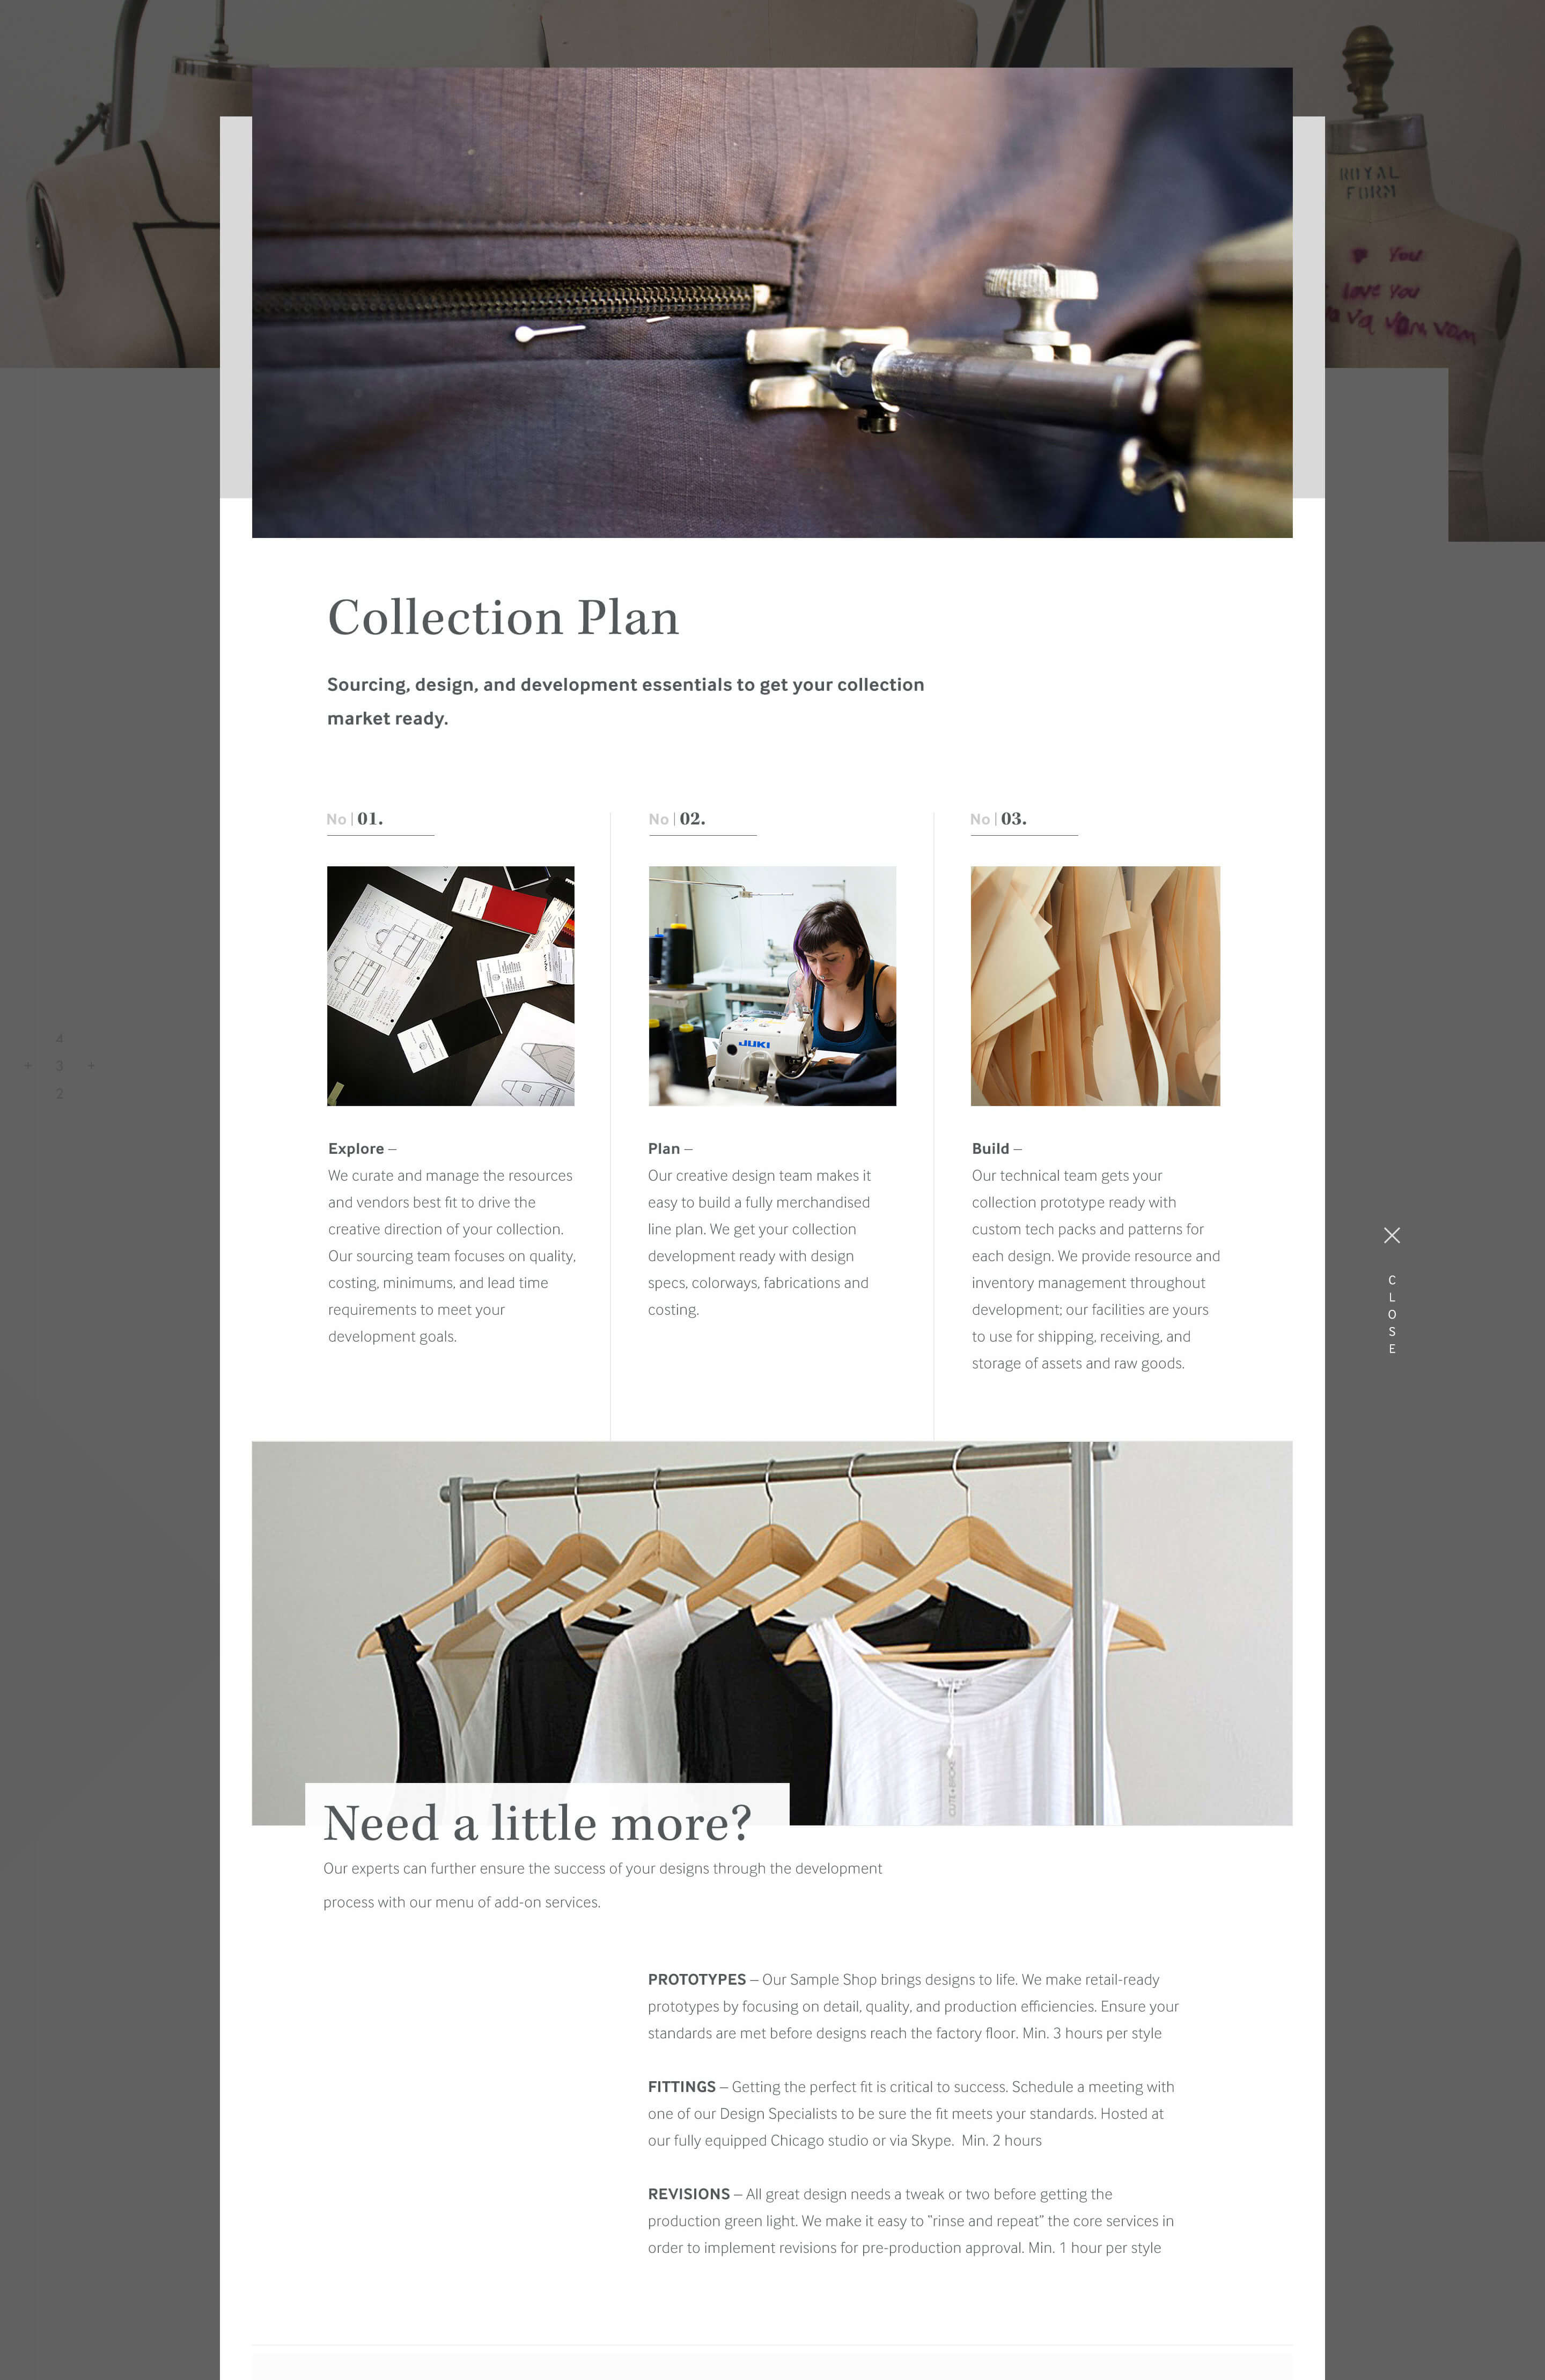 ROYAL
FORM
You
love You
Collection Plan
Sourcing, design, and development essentials to get your collection
market ready.
No | 01.
No | 02.
No | 03.
JUKI
4
+ 3 +
2
Explore –
We curate and manage the resources
and vendors best fit to drive the
creative direction of your collection.
Our sourcing team focuses on quality,
costing, minimums, and lead time
requirements to meet your
development goals.
Plan –
Our creative design team makes it
easy to build a fully merchandised
line plan. We get your collection
development ready with design
specs, colorways, fabrications and
costing.
Build –
Our technical team gets your
collection prototype ready with
custom tech packs and patterns for
each design. We provide resource and
inventory management throughout
development; our facilities are yours
to use for shipping, receiving, and
storage of assets and raw goods.
CLOSE
Need a little more?
Our experts can further ensure the success of your designs through the development
process with our menu of add-on services.
PROTOTYPES – Our Sample Shop brings designs to life. We make retail-ready
prototypes by focusing on detail, quality, and production efficiencies. Ensure your
standards are met before designs reach the factory floor. Min. 3 hours per style
FITTINGS – Getting the perfect fit is critical to success. Schedule a meeting with
one of our Design Specialists to be sure the fit meets your standards. Hosted at
our fully equipped Chicago studio or via Skype.  Min. 2 hours
REVISIONS – All great design needs a tweak or two before getting the
production green light. We make it easy to "rinse and repeat" the core services in
order to implement revisions for pre-production approval. Min. 1 hour per style